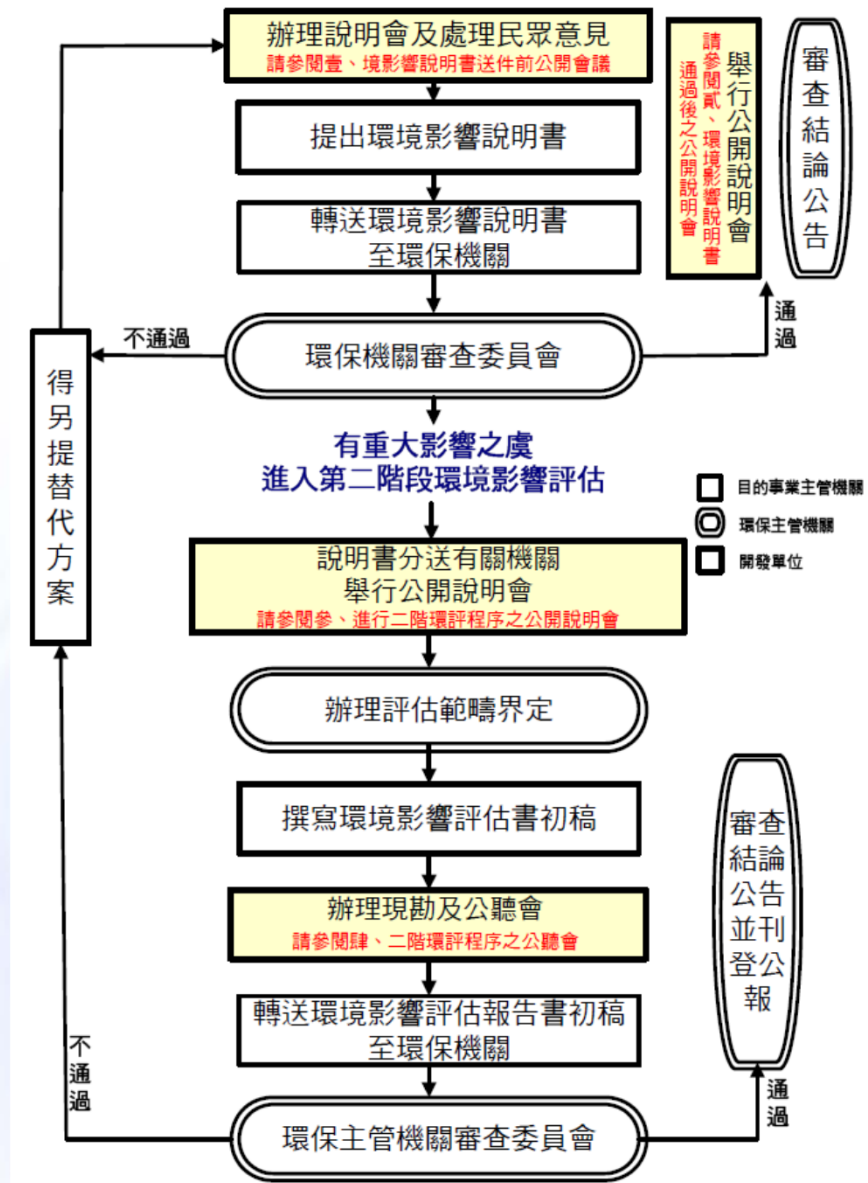 辦理說明會及處理民眾意見
請參閱壹、境影響說明書送件前公開會議
提出環境影響說明書
轉送環境影響說明書
至環保機關
舉行公開說明會
請參閱貳、環境影響說明書
通過後之公開說明會
審查結論公告
通過
不通過
環保機關審查委員會
得另提替代方案
有重大影響之虞
進入第二階段環境影響評估
目的事業主管機關
環保主管機關
開發單位
說明書分送有關機關
舉行公開說明會
請參閱參、進行二階環評程序之公開說明會
辦理評估範疇界定
撰寫環境影響評估書初稿
辦理現勘及公聽會
請參閱肆、二階環評程序之公聽會
轉送環境影響評估報告書初稿
至環保機關
審查
結論
公告
並刊
登公
報
不通過
通過
環保主管機關審查委員會